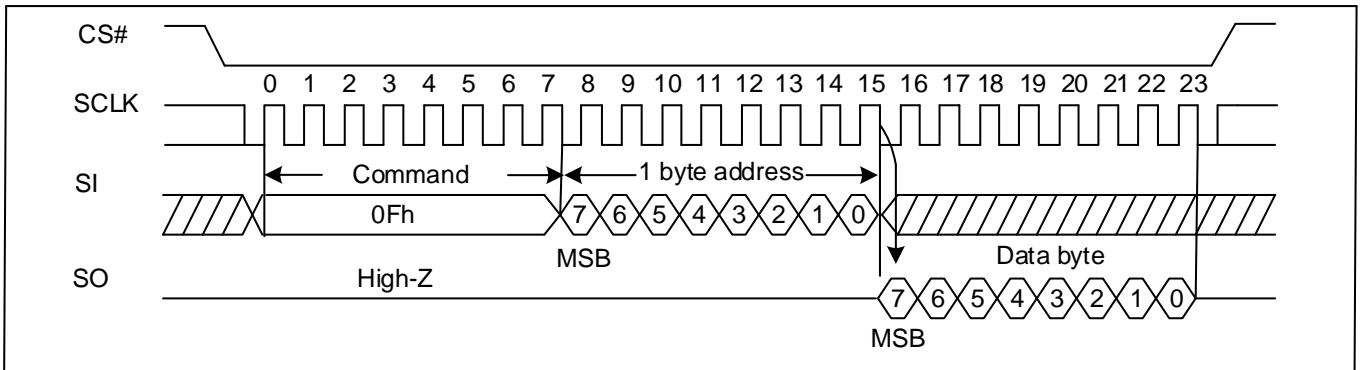 CS#
0 1 2 3 4 5 6 7 8 9 10 11 12 13 14 15 16 17 18 19 20 21 22 23
SCLK
Command 1 byte address
SI
0Fh 7 6 5 4 3 2 1 0
MSB Data byte
SO High-Z
7 6 5 4 3 2 1 0
MSB